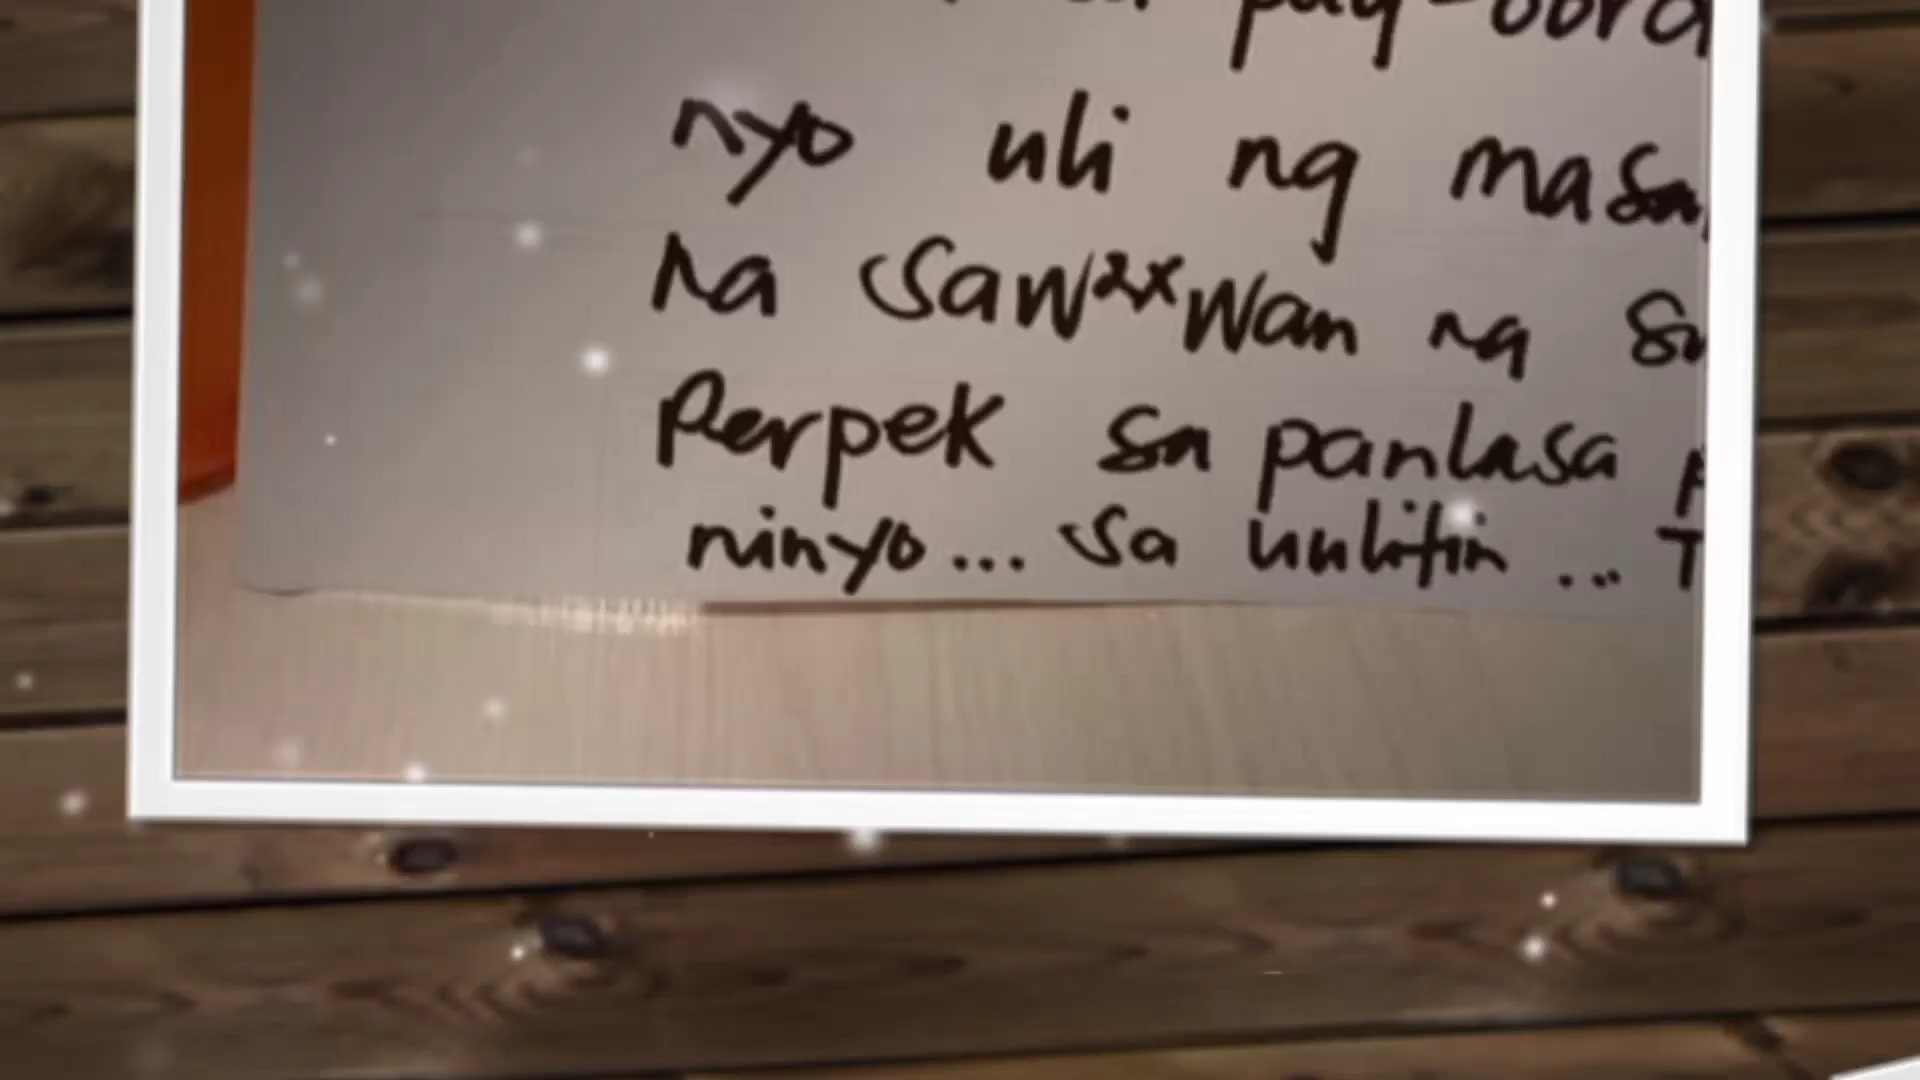 nyo uli ng
na Saw²ˣWan na
Perpek sa panlasa
ninyo... sa uulitin ...